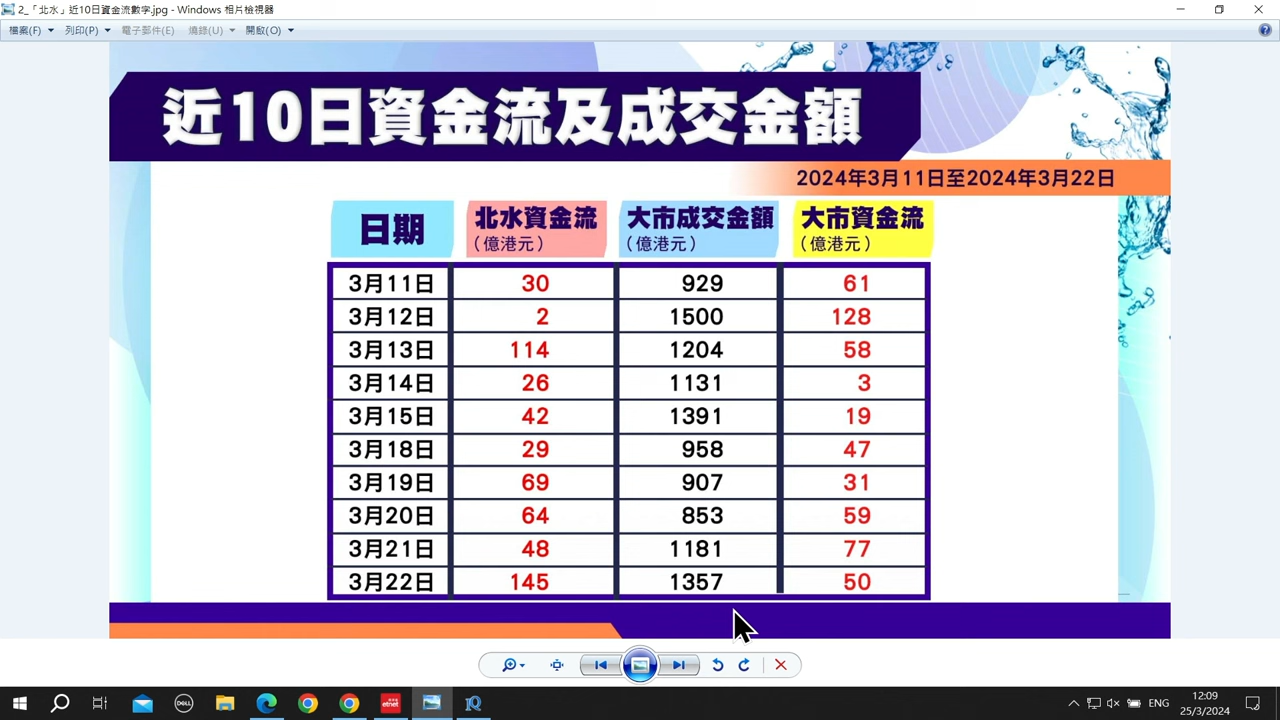 2_「北水」近10日資金流數字.jpg - Windows 相片檢視器
檔案(F) 列印(P) 電子郵件(E) 燒錄(U) 開啟(O)
近10日資金流及成交金額
2024年3月11日至2024年3月22日
日期 北水資金流 (億港元) 大市成交金額 (億港元) 大市資金流 (億港元)
3月11日 30 929 61
3月12日 2 1500 128
3月13日 114 1204 58
3月14日 26 1131 3
3月15日 42 1391 19
3月18日 29 958 47
3月19日 69 907 31
3月20日 64 853 59
3月21日 48 1181 77
3月22日 145 1357 50
DELL etnet IQ ENG 12:09
25/3/2024